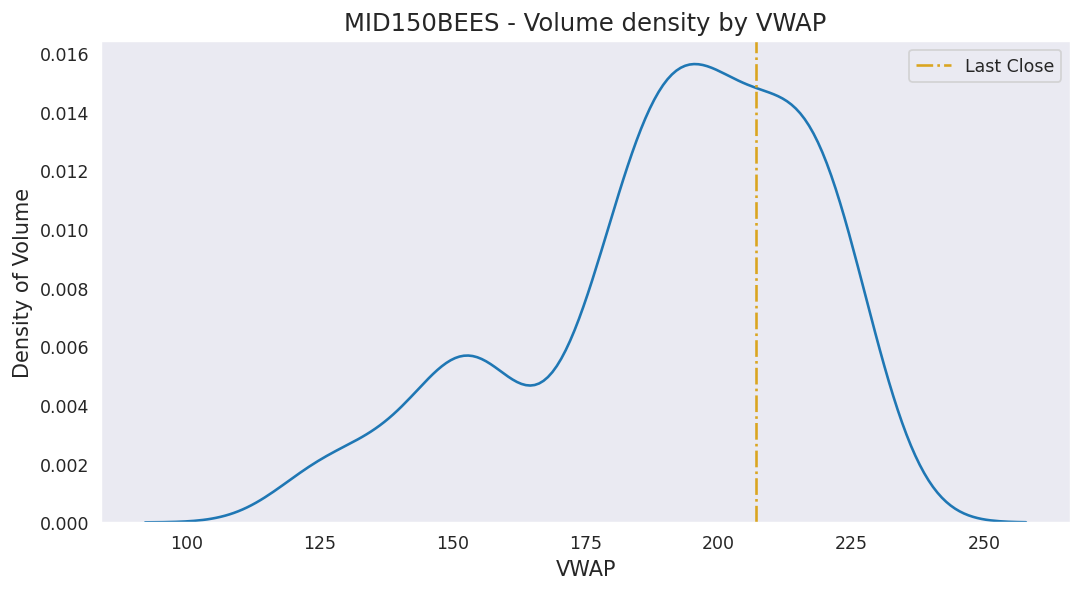 MID150BEES - Volume density by VWAP
Last Close
Density of Volume
0.016
0.014
0.012
0.010
0.008
0.006
0.004
0.002
0.000
100 125 150 175 200 225 250
VWAP